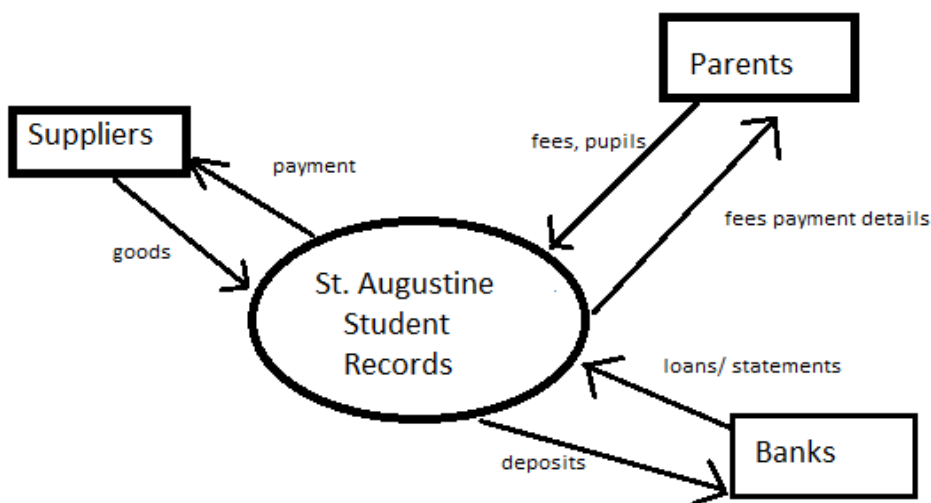 Parents
Suppliers
fees, pupils
payment
fees payment details
goods
St. Augustine
Student
Records
loans/ statements
Banks
deposits